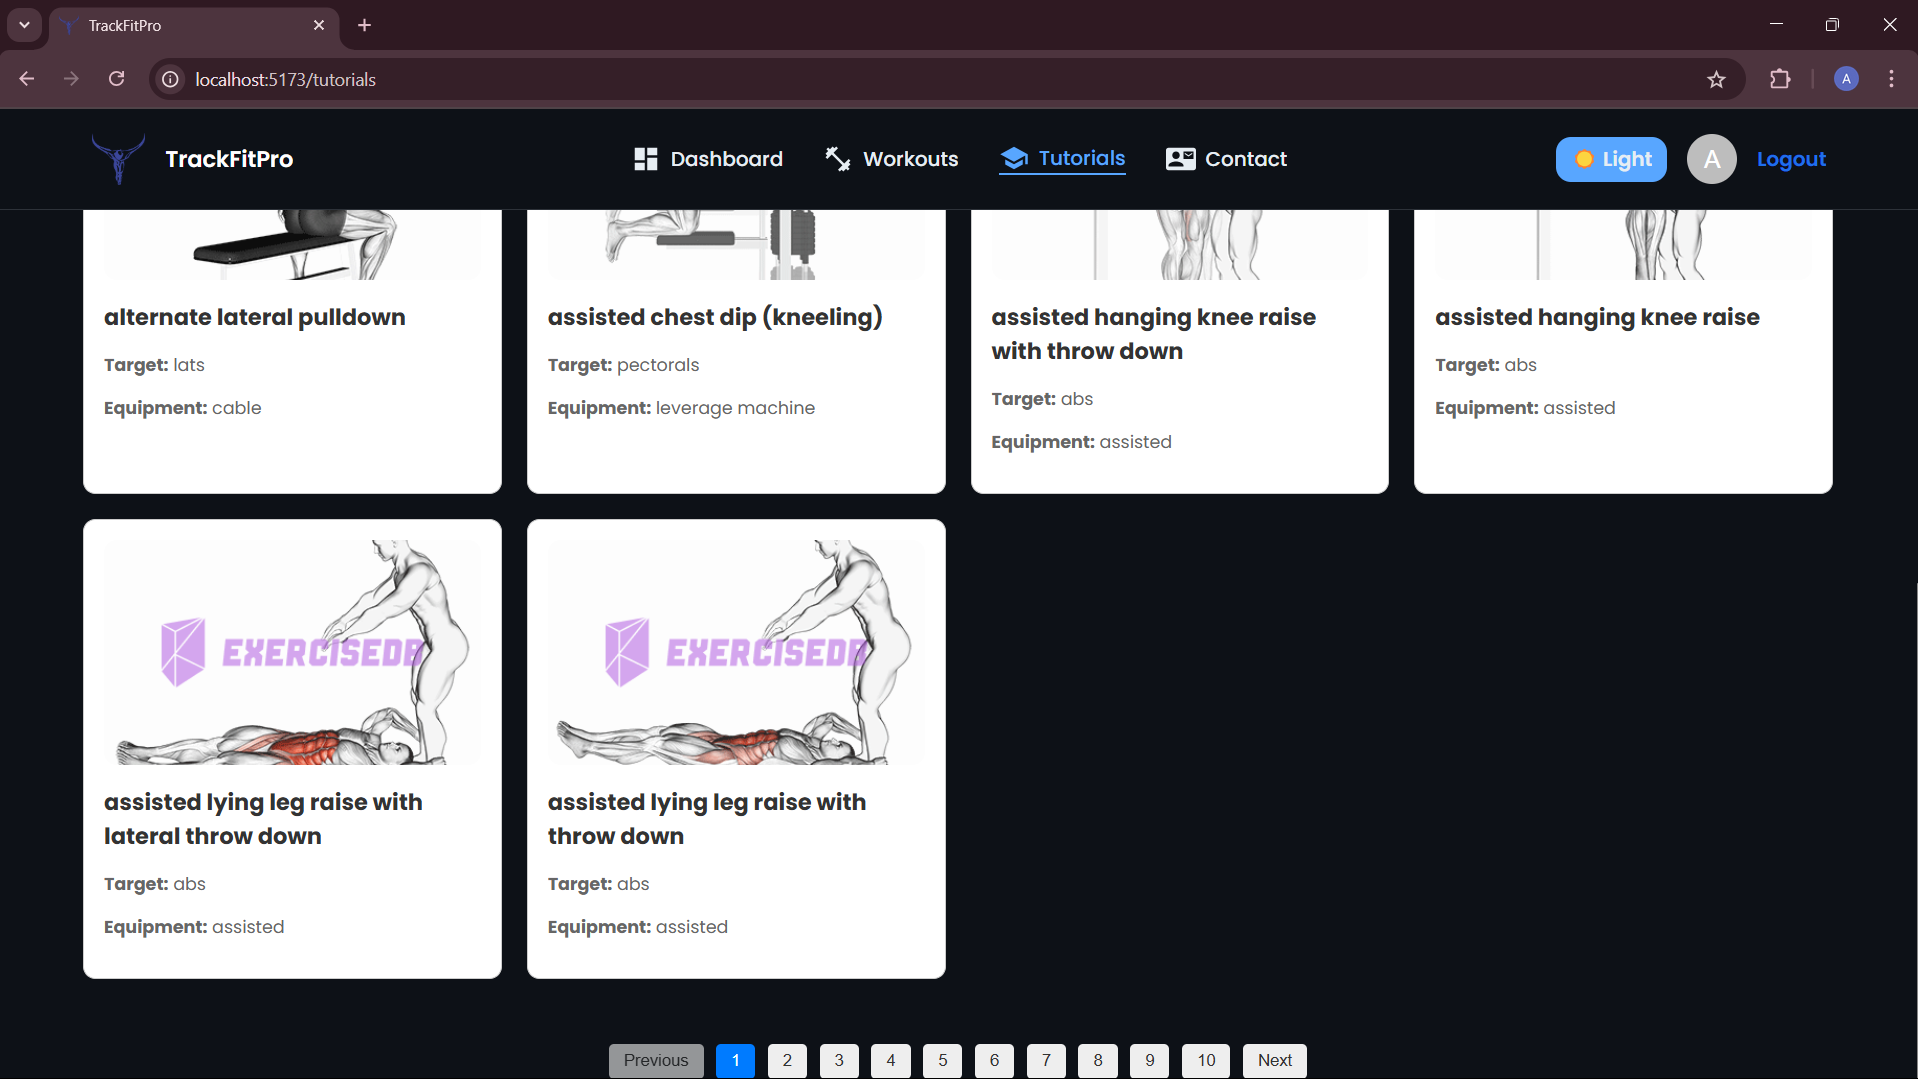 TrackFitPro
localhost:5173/tutorials
A
TrackFitPro
Dashboard
Workouts
Tutorials
Contact
Light
A
Logout
alternate lateral pulldown
Target: lats
Equipment: cable
assisted chest dip (kneeling)
Target: pectorals
Equipment: leverage machine
assisted hanging knee raise
with throw down
Target: abs
Equipment: assisted
assisted hanging knee raise
Target: abs
Equipment: assisted
EXERCISEDB
assisted lying leg raise with
lateral throw down
Target: abs
Equipment: assisted
EXERCISEDB
assisted lying leg raise with
throw down
Target: abs
Equipment: assisted
Previous 1 2 3 4 5 6 7 8 9 10 Next